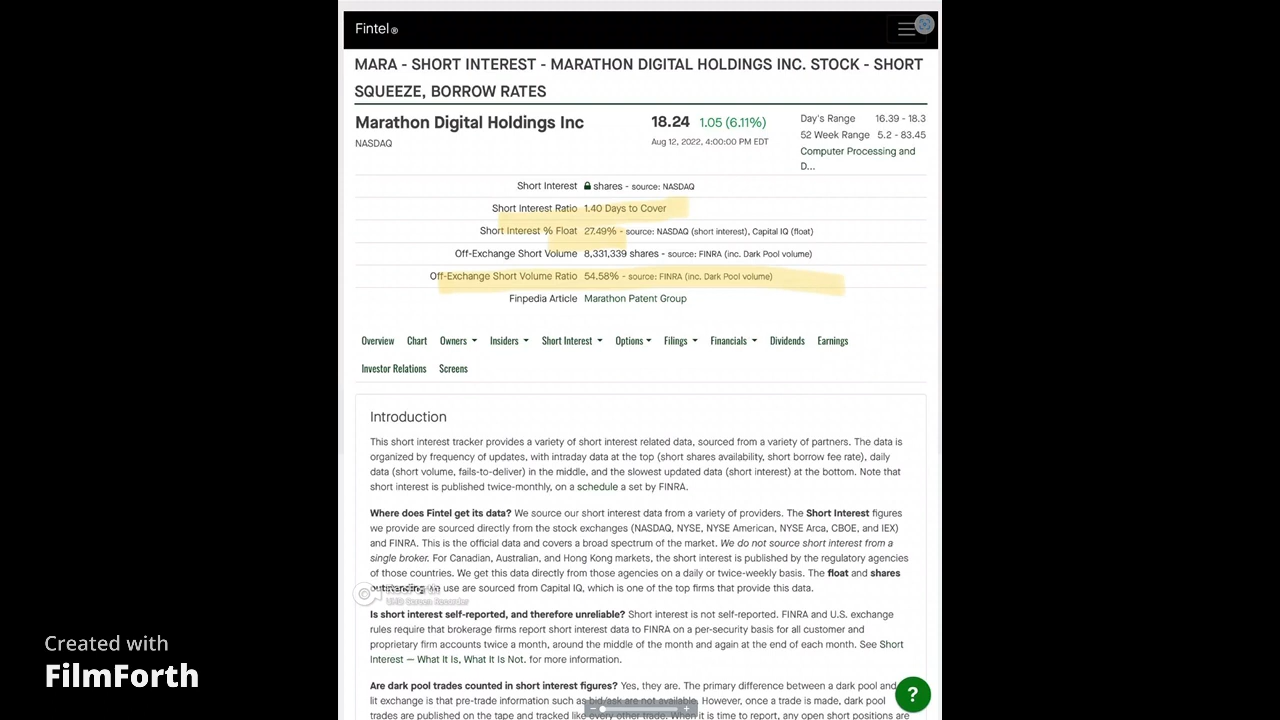 Fintel®
MARA - SHORT INTEREST - MARATHON DIGITAL HOLDINGS INC. STOCK - SHORT
SQUEEZE, BORROW RATES
Marathon Digital Holdings Inc
NASDAQ
18.24 1.05 (6.11%)
Aug 12, 2022, 4:00:00 PM EDT
Day's Range 16.39 - 18.3
52 Week Range 5.2 - 83.45
Computer Processing and
D...
Short Interest shares - source: NASDAQ
Short Interest Ratio 1.40 Days to Cover
Short Interest % Float 27.49% - source: NASDAQ (short interest), Capital IQ (float)
Off-Exchange Short Volume 8,331,339 shares - source: FINRA (inc. Dark Pool volume)
Off-Exchange Short Volume Ratio 54.58% - source: FINRA (inc. Dark Pool volume)
Finpedia Article Marathon Patent Group
Overview Chart Owners Insiders Short Interest Options Filings Financials Dividends Earnings
Investor Relations Screens
Introduction
This short interest tracker provides a variety of short interest related data, sourced from a variety of partners. The data is
organized by frequency of updates, with intraday data at the top (short shares availability, short borrow fee rate), daily
data (short volume, fails-to-deliver) in the middle, and the slowest updated data (short interest) at the bottom. Note that
short interest is published twice-monthly, on a schedule a set by FINRA.
Where does Fintel get its data? We source our short interest data from a variety of providers. The Short Interest figures
we provide are sourced directly from the stock exchanges (NASDAQ, NYSE, NYSE American, NYSE Arca, CBOE, and IEX)
and FINRA. This is the official data and covers a broad spectrum of the market. We do not source short interest from a
single broker. For Canadian, Australian, and Hong Kong markets, the short interest is published by the regulatory agencies
of those countries. We get this data directly from those agencies on a daily or twice-weekly basis. The float and shares
outstanding we use are sourced from Capital IQ, which is one of the top firms that provide this data.
Screen Recorder
Is short interest self-reported, and therefore unreliable? Short interest is not self-reported. FINRA and U.S. exchange
rules require that brokerage firms report short interest data to FINRA on a per-security basis for all customer and
proprietary firm accounts twice a month, around the middle of the month and again at the end of each month. See Short
Interest — What It Is, What It Is Not. for more information.
Are dark pool trades counted in short interest figures? Yes, they are. The primary difference between a dark pool and
lit exchange is that pre-trade information such as bid/ask are not available. However, once a trade is made, dark pool
trades are published on the tape and tracked like every other trade. When it is time to report, any open short positions are
?
Created with
FilmForth